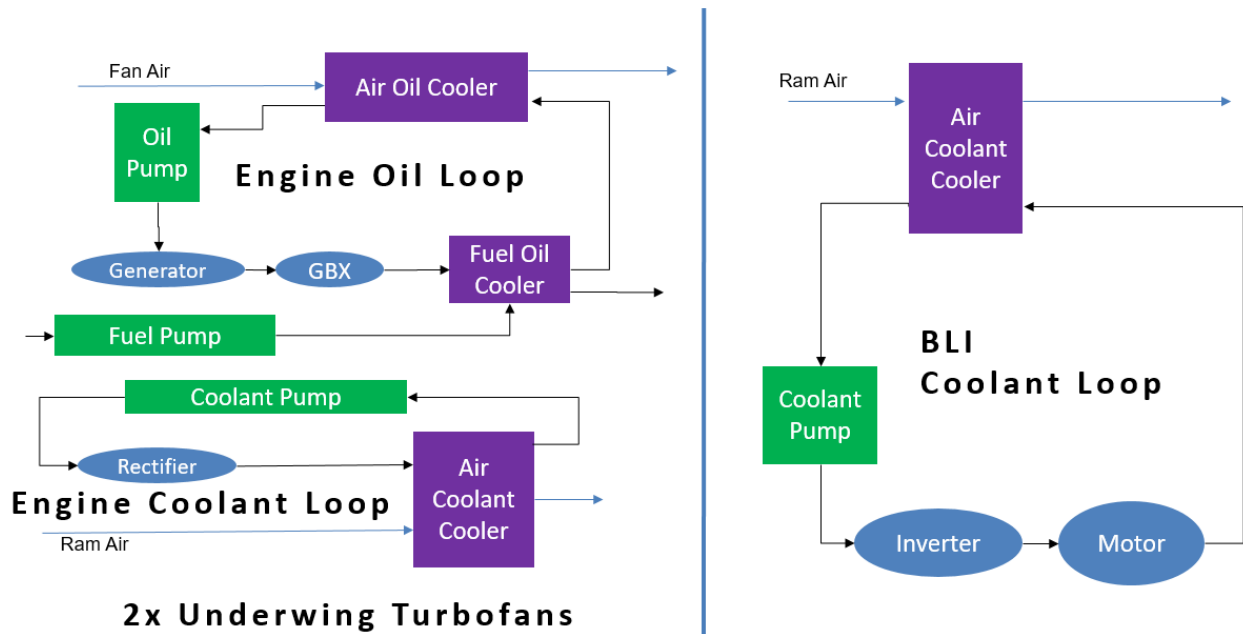 Fan Air
Air Oil Cooler
Oil
Pump
Engine Oil Loop
Generator
GBX
Fuel Oil
Cooler
Fuel Pump
Coolant Pump
Rectifier
Air
Coolant
Cooler
Engine Coolant Loop
Ram Air
2x Underwing Turbofans
Ram Air
Air
Coolant
Cooler
BLI
Coolant Loop
Coolant
Pump
Inverter
Motor